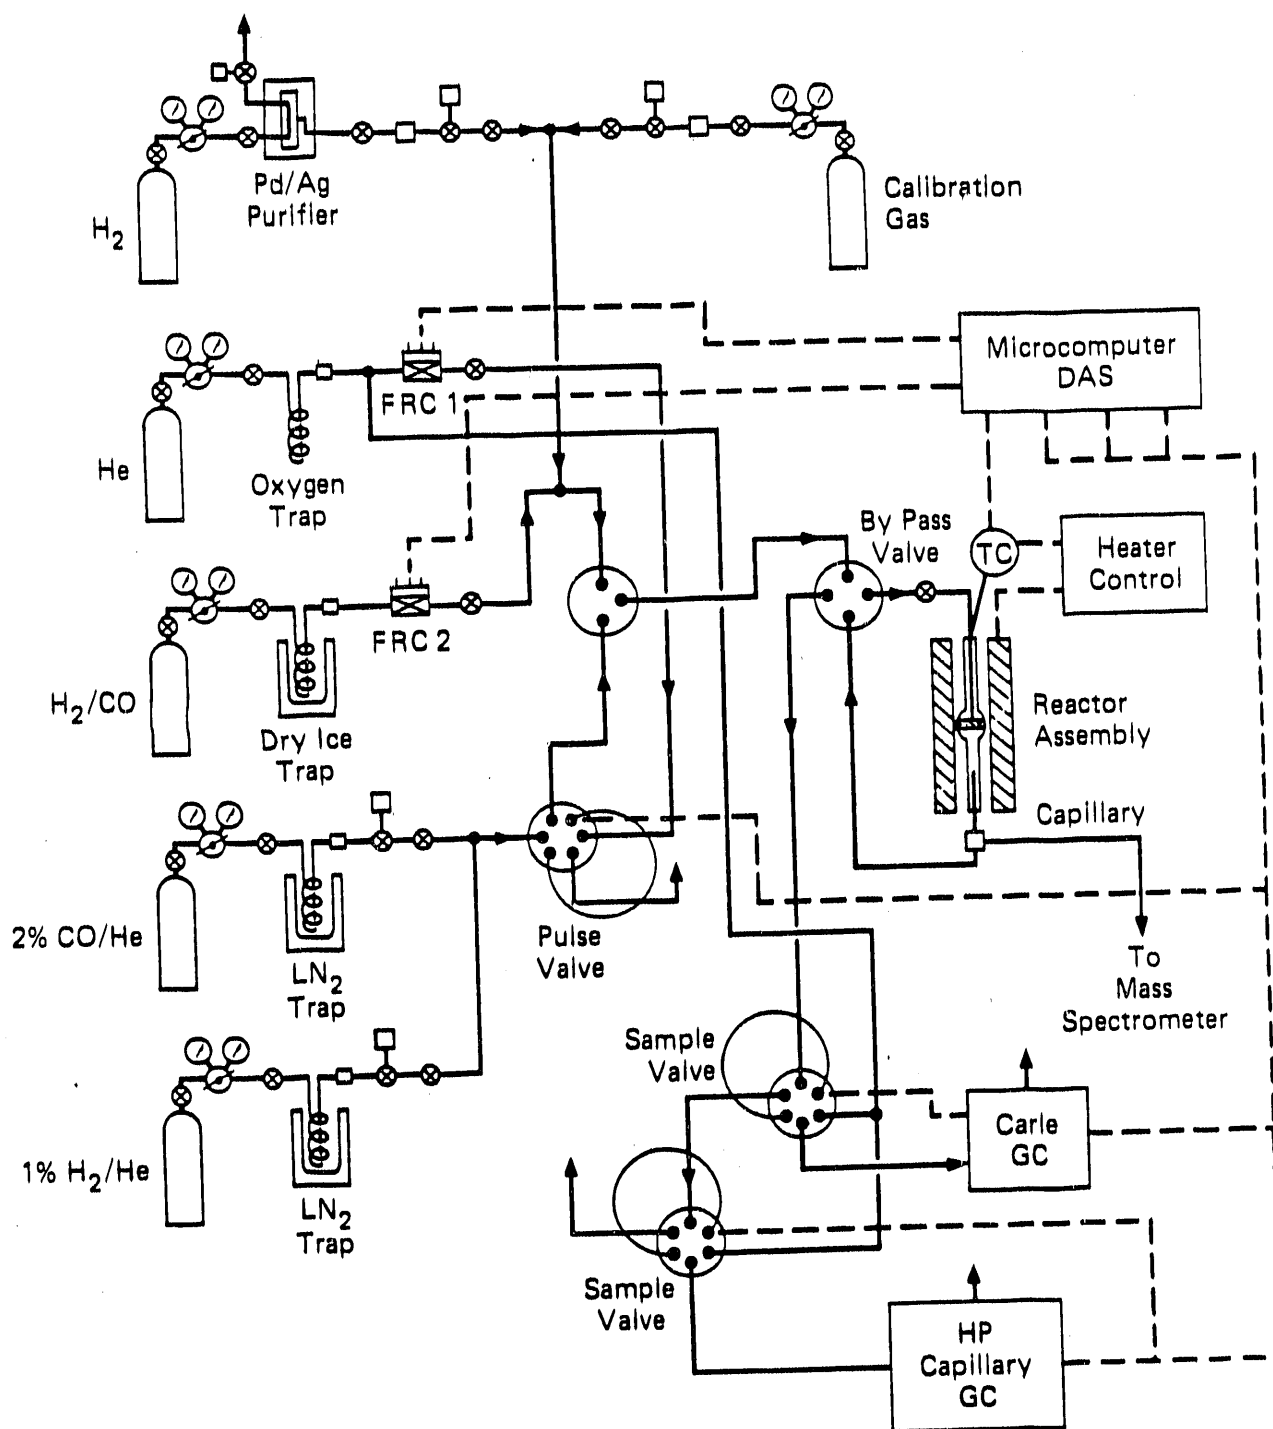 Pd/Ag
Purifier
H₂
Calibration
Gas
Microcomputer
DAS
FRC 1
He
Oxygen
Trap
By Pass
Valve
TC
Heater
Control
FRC 2
H₂/CO
Dry Ice
Trap
Reactor
Assembly
Capillary
2% CO/He
LN₂
Trap
Pulse
Valve
To
Mass
Spectrometer
Sample
Valve
Carle
GC
1% H₂/He
LN₂
Trap
Sample
Valve
HP
Capillary
GC